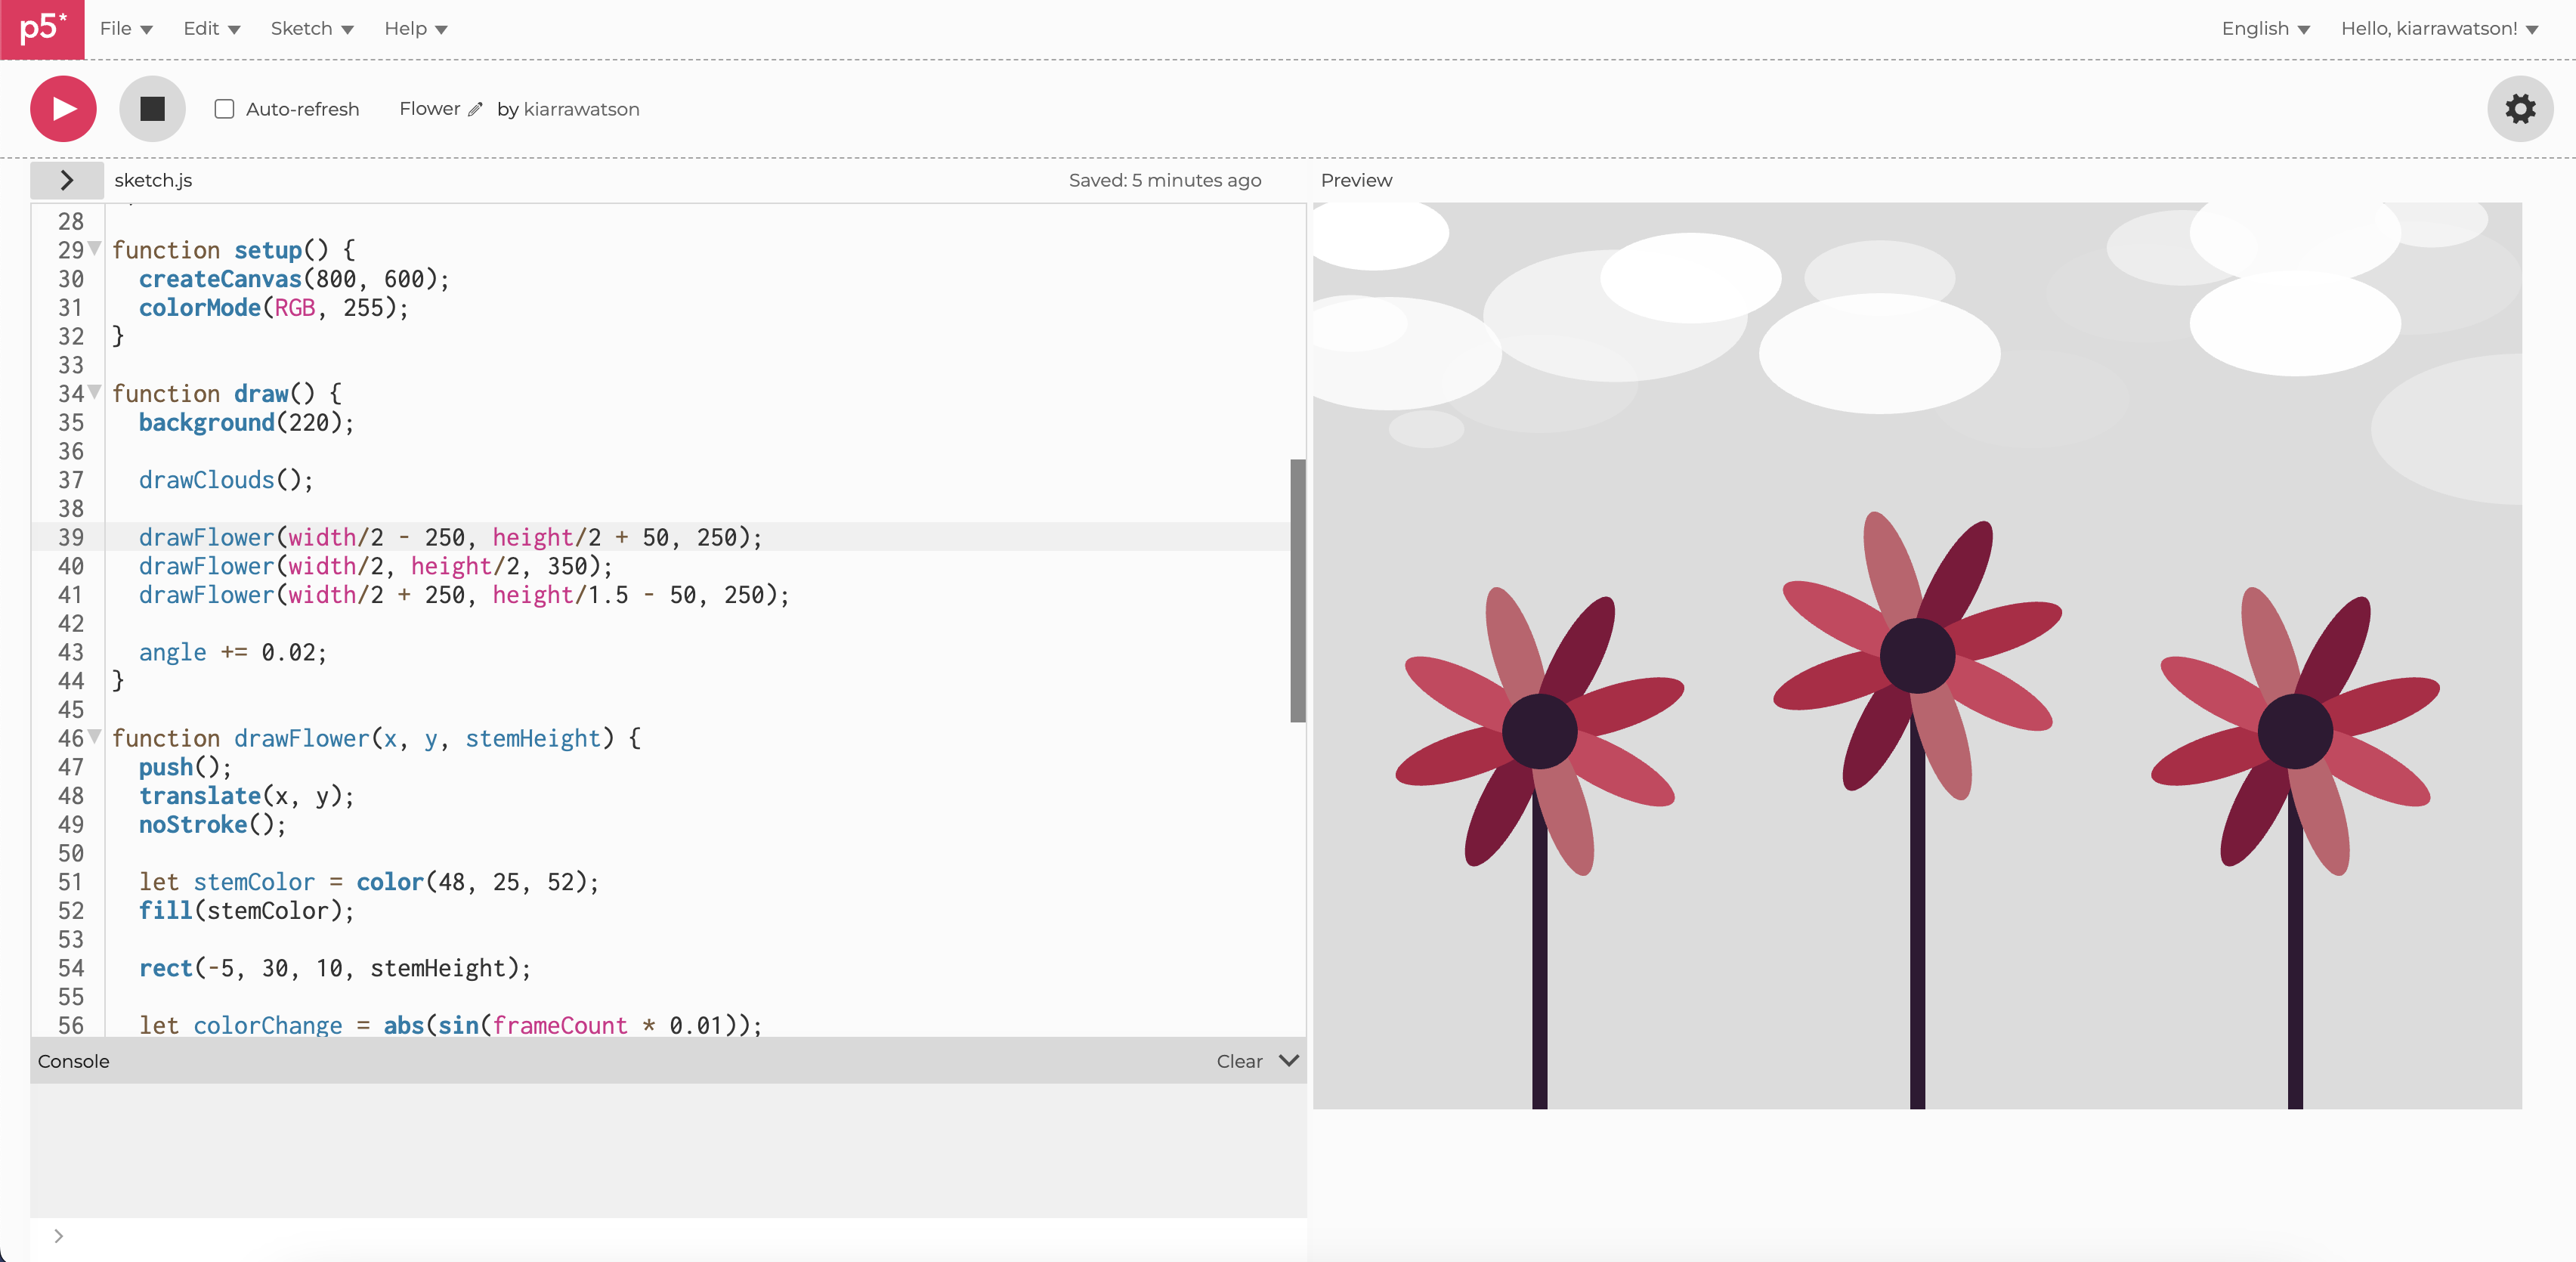 p5* File Edit Sketch Help English Hello, kiarrawatson!
Auto-refresh Flower by kiarrawatson
sketch.js Saved: 5 minutes ago Preview
28
29 function setup() {
30   createCanvas(800, 600);
31   colorMode(RGB, 255);
32 }
33
34 function draw() {
35   background(220);
36
37   drawClouds();
38
39   drawFlower(width/2 - 250, height/2 + 50, 250);
40   drawFlower(width/2, height/2, 350);
41   drawFlower(width/2 + 250, height/1.5 - 50, 250);
42
43   angle += 0.02;
44 }
45
46 function drawFlower(x, y, stemHeight) {
47   push();
48   translate(x, y);
49   noStroke();
50
51   let stemColor = color(48, 25, 52);
52   fill(stemColor);
53
54   rect(-5, 30, 10, stemHeight);
55
56   let colorChange = abs(sin(frameCount * 0.01));
Console Clear
>